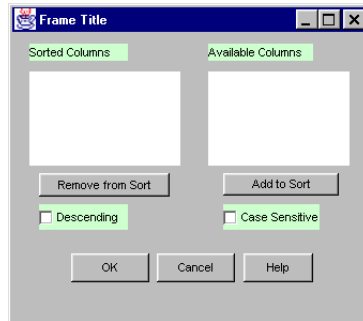 Frame Title
Sorted Columns Available Columns
Remove from Sort Add to Sort
Descending Case Sensitive
OK Cancel Help